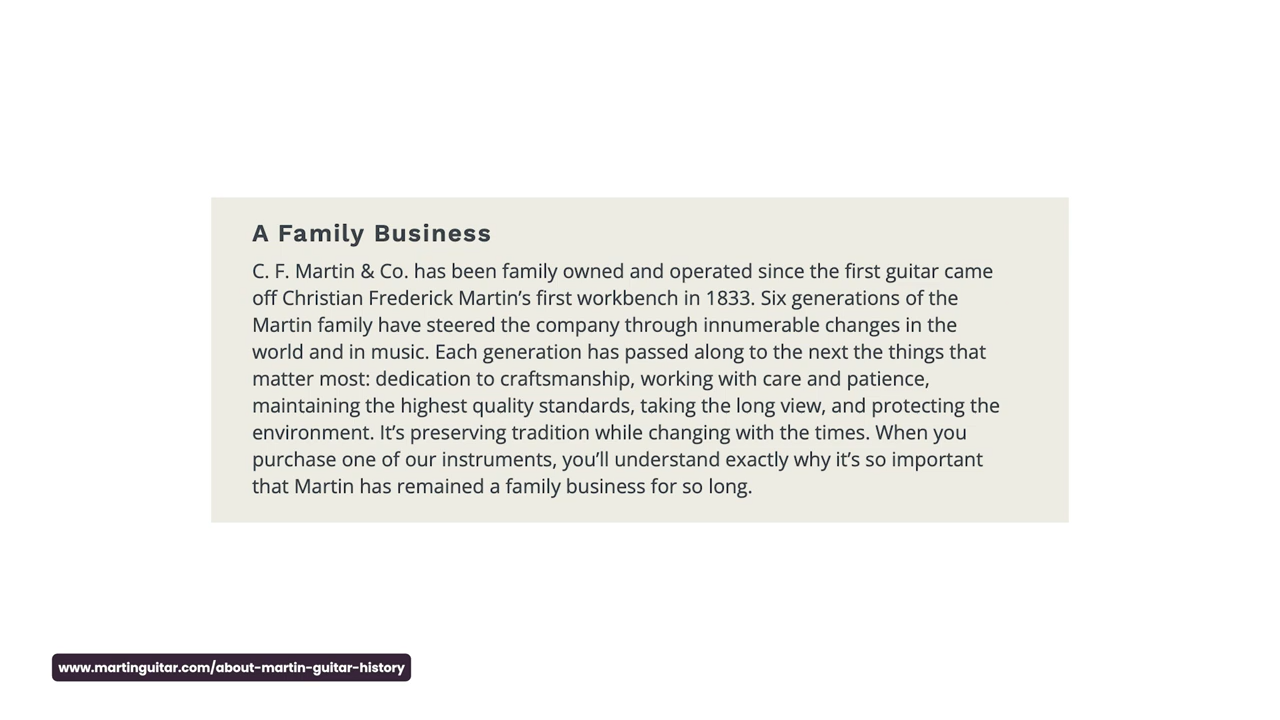 A Family Business
C. F. Martin & Co. has been family owned and operated since the first guitar came
off Christian Frederick Martin’s first workbench in 1833. Six generations of the
Martin family have steered the company through innumerable changes in the
world and in music. Each generation has passed along to the next the things that
matter most: dedication to craftsmanship, working with care and patience,
maintaining the highest quality standards, taking the long view, and protecting the
environment. It’s preserving tradition while changing with the times. When you
purchase one of our instruments, you’ll understand exactly why it’s so important
that Martin has remained a family business for so long.
www.martinguitar.com/about-martin-guitar-history